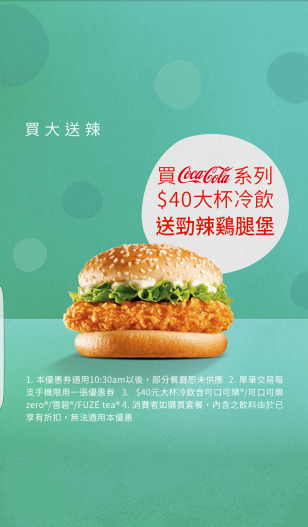 買大送辣
買Coca-Cola系列
$40大杯冷飲
送勁辣鷄腿堡
1. 本優惠券適用10:30am以後，部分餐廳恕未供應 2. 單筆交易每
支手機限用一張優惠券 3. $40元大杯冷飲含可口可樂®/可口可樂
zero®/雪碧®/FUZE tea® 4. 消費者如購買套餐，內含之飲料由於已
享有折扣，無法適用本優惠